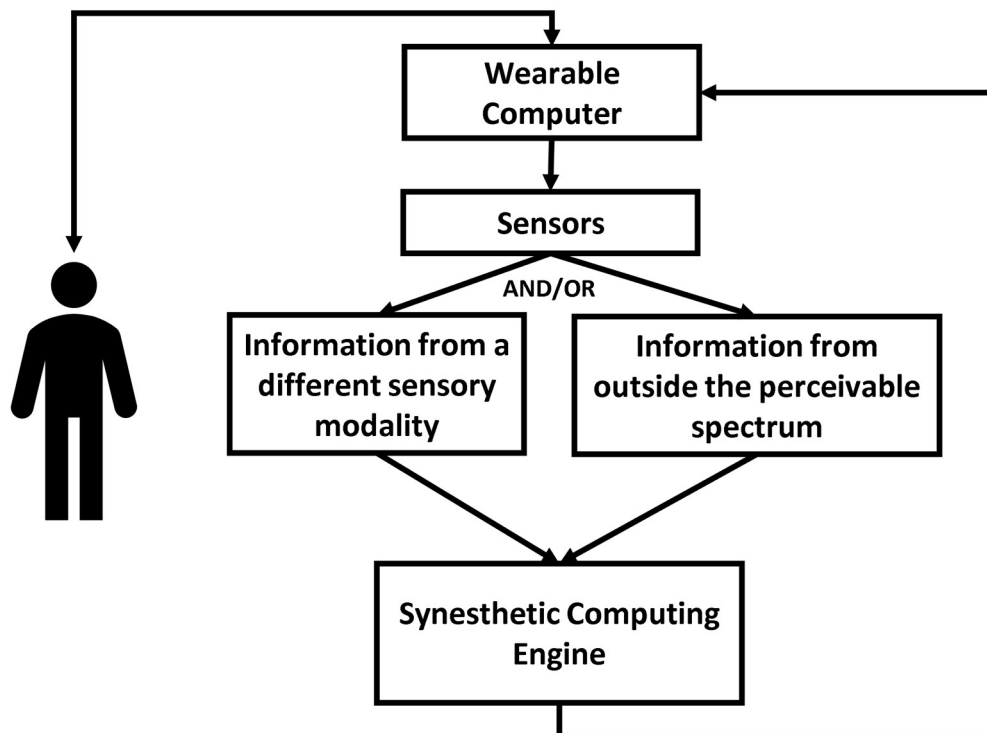 Wearable
Computer
Sensors
AND/OR
Information from a
different sensory
modality
Information from
outside the perceivable
spectrum
Synesthetic Computing
Engine